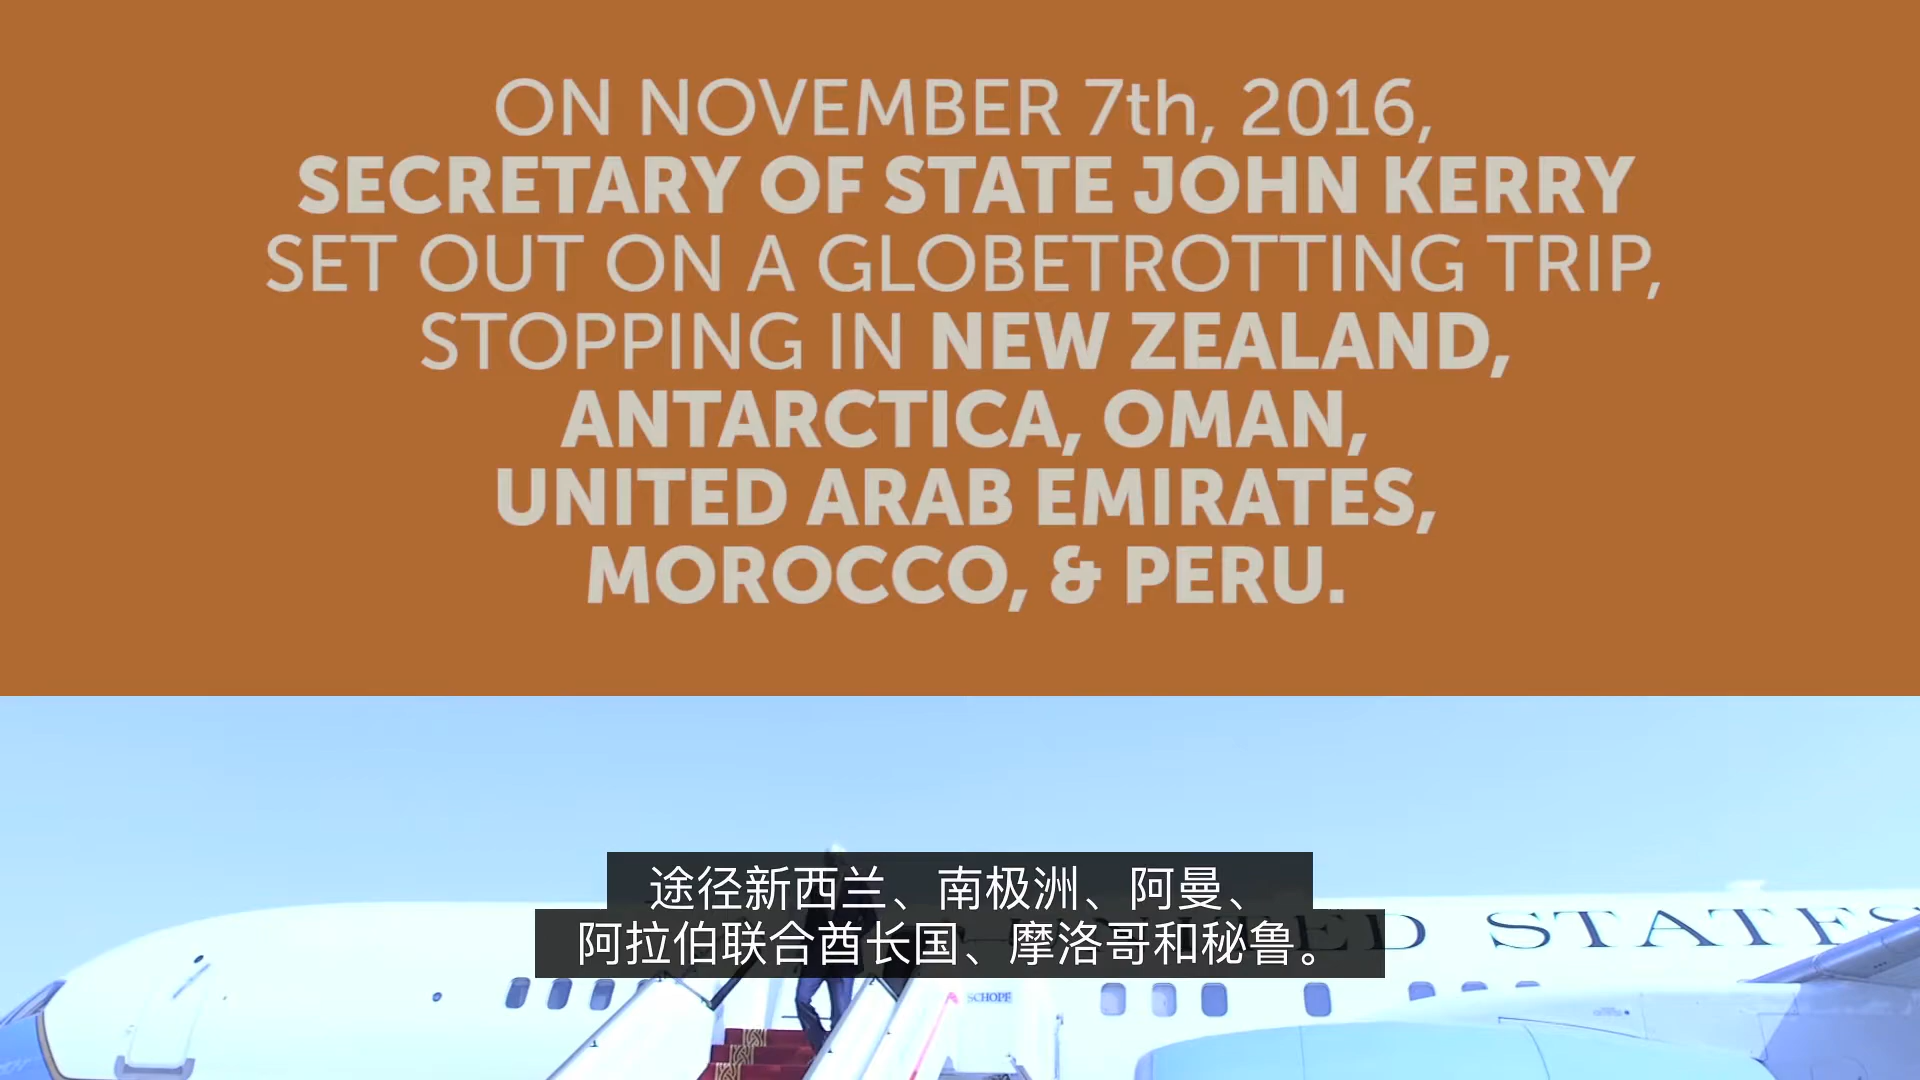 ON NOVEMBER 7th, 2016,
SECRETARY OF STATE JOHN KERRY
SET OUT ON A GLOBETROTTING TRIP,
STOPPING IN NEW ZEALAND,
ANTARCTICA, OMAN,
UNITED ARAB EMIRATES,
MOROCCO, & PERU.
途径新西兰、南极洲、阿曼、
阿拉伯联合酋长国、摩洛哥和秘鲁。
UNITED STATES
SCHOPF